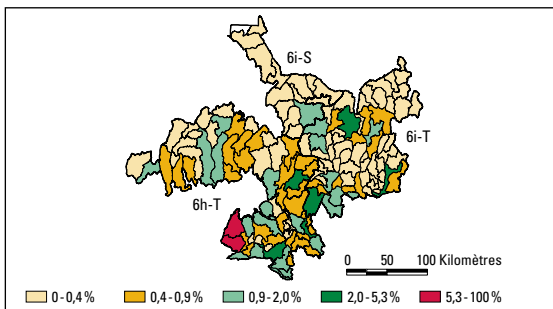 6i-S
6i-T
6h-T
0 50 100 Kilomètres
0 - 0,4 % 0,4 - 0,9 % 0,9 - 2,0 % 2,0 - 5,3 % 5,3 - 100 %